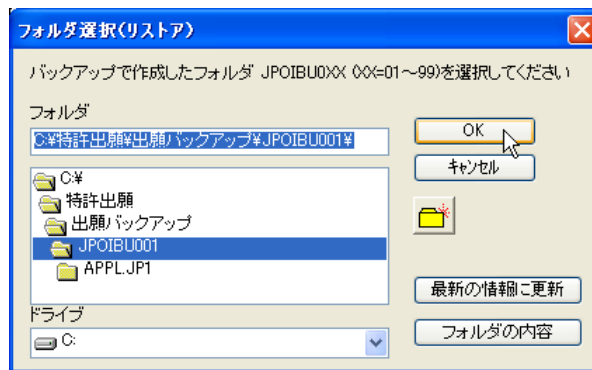 フォルダ選択(リストア)
バックアップで作成したフォルダ JPOIBU0XX (XX=01～99)を選択してください
フォルダ
C:¥特許出願¥出願バックアップ¥JPOIBU001¥
OK
キャンセル
C:¥
特許出願
出願バックアップ
JPOIBU001
APPL.JP1
最新の情報に更新
ドライブ
C:
フォルダの内容